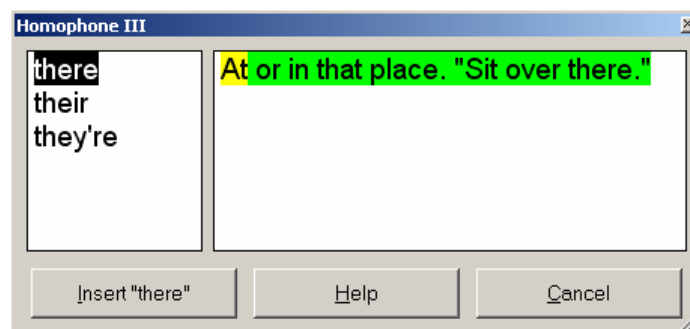 Homophone III
there
their
they're
At or in that place. "Sit over there."
Insert "there"
Help
Cancel